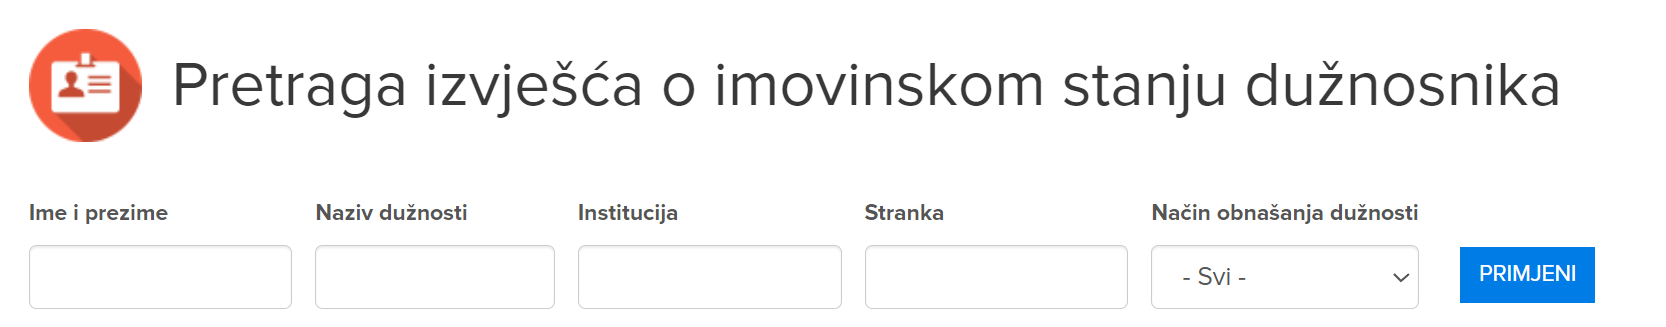 Pretraga izvješća o imovinskom stanju dužnosnika
Ime i prezime
Naziv dužnosti
Institucija
Stranka
Način obnašanja dužnosti
- Svi -
PRIMJENI